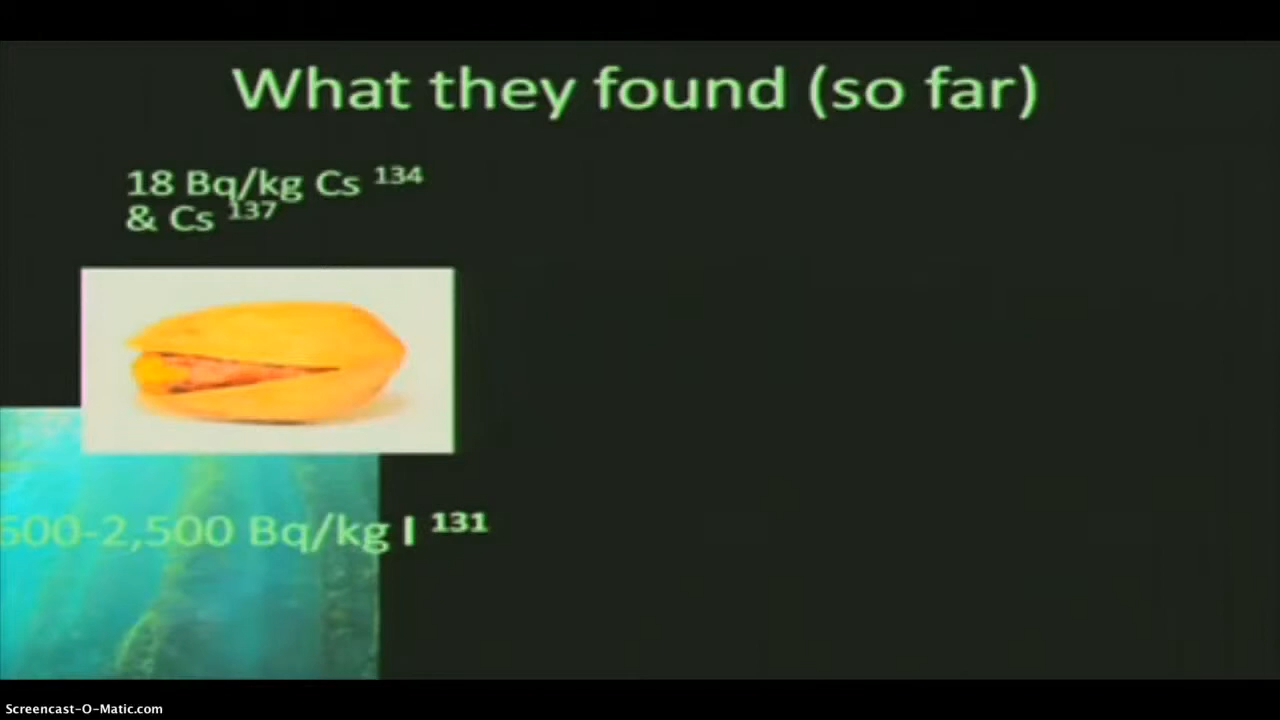 What they found (so far)
18 Bq/kg Cs 134
& Cs 137
600-2,500 Bq/kg I 131
Screencast-O-Matic.com